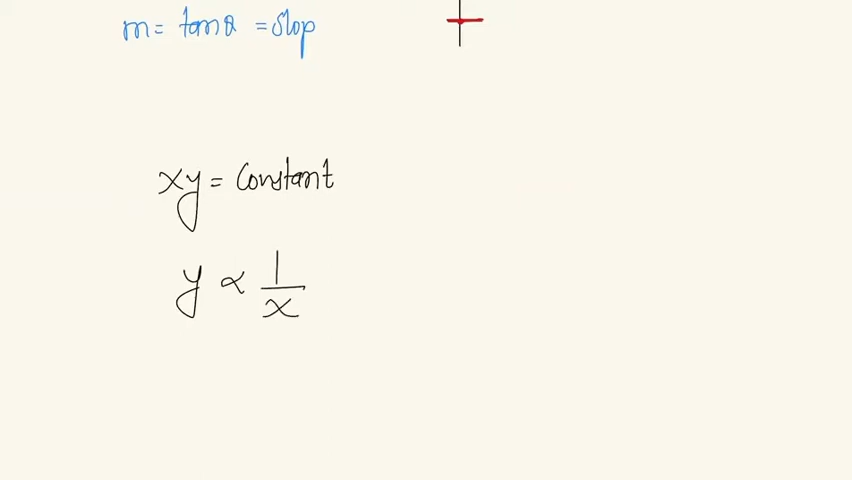 m = tanθ = slop
xy = constant
y ∝ 1/x